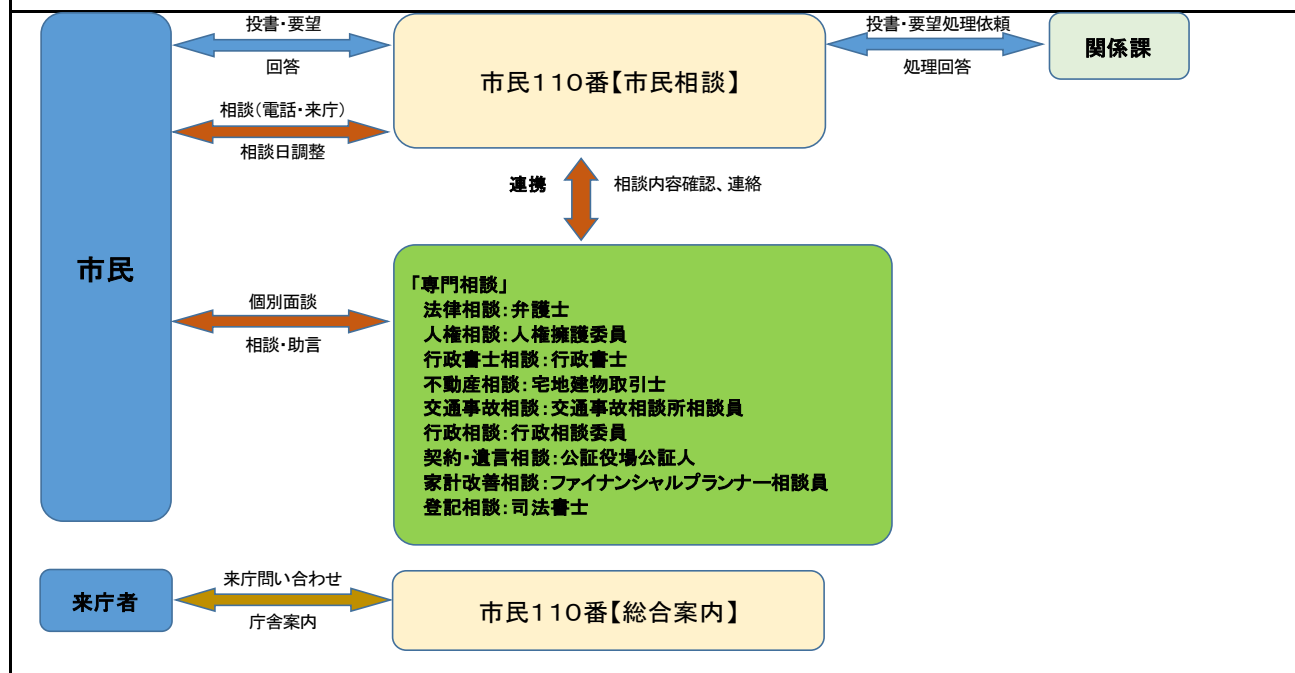 投書・要望
回答
投書・要望処理依頼
処理回答
関係課
市民110番【市民相談】
相談(電話・来庁)
相談日調整
連携
相談内容確認、連絡
市民
個別面談
相談・助言
「専門相談」
法律相談:弁護士
人権相談:人権擁護委員
行政書士相談:行政書士
不動産相談:宅地建物取引士
交通事故相談:交通事故相談所相談員
行政相談:行政相談委員
契約・遺言相談:公証役場公証人
家計改善相談:ファイナンシャルプランナー相談員
登記相談:司法書士
来庁者
来庁問い合わせ
庁舎案内
市民110番【総合案内】